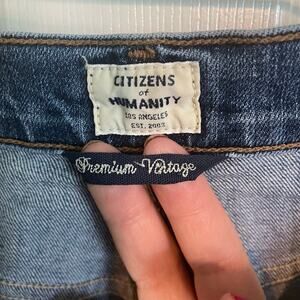 CITIZENS
of
HUMANITY
LOS ANGELES
EST. 2003
Premium Vintage